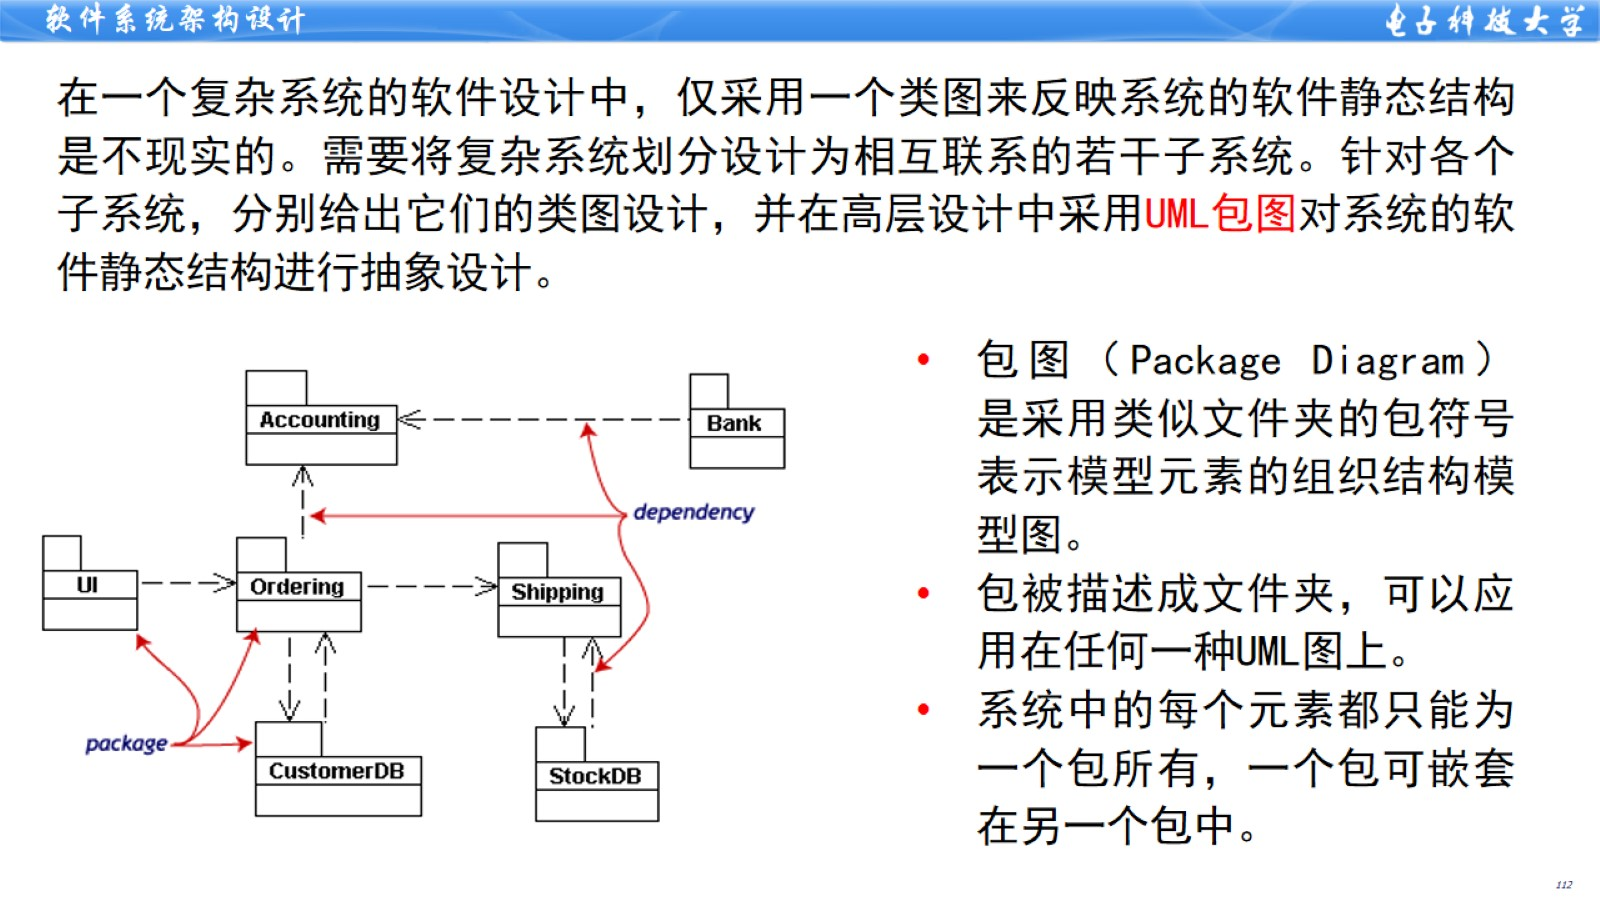 软件系统架构设计
电子科技大学
在一个复杂系统的软件设计中，仅采用一个类图来反映系统的软件静态结构
是不现实的。需要将复杂系统划分设计为相互联系的若干子系统。针对各个
子系统，分别给出它们的类图设计，并在高层设计中采用UML包图对系统的软
件静态结构进行抽象设计。
Accounting
Bank
dependency
UI
Ordering
Shipping
package
CustomerDB
StockDB
• 包图（Package Diagram）
是采用类似文件夹的包符号
表示模型元素的组织结构模
型图。
• 包被描述成文件夹，可以应
用在任何一种UML图上。
• 系统中的每个元素都只能为
一个包所有，一个包可嵌套
在另一个包中。
112